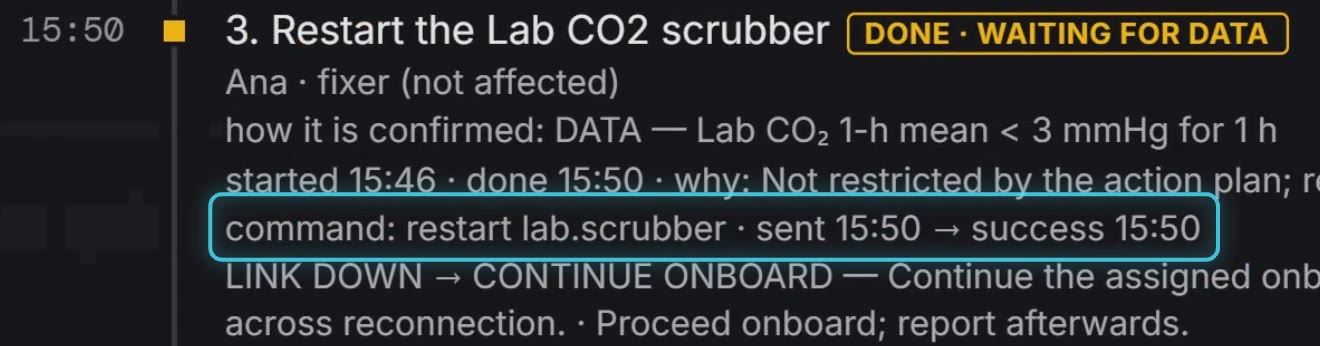 15:50 3. Restart the Lab CO2 scrubber DONE · WAITING FOR DATA
Ana · fixer (not affected)
how it is confirmed: DATA — Lab CO₂ 1-h mean < 3 mmHg for 1 h
started 15:46 · done 15:50 · why: Not restricted by the action plan;
command: restart lab.scrubber · sent 15:50 → success 15:50
LINK DOWN → CONTINUE ONBOARD — Continue the assigned
across reconnection. · Proceed onboard; report afterwards.